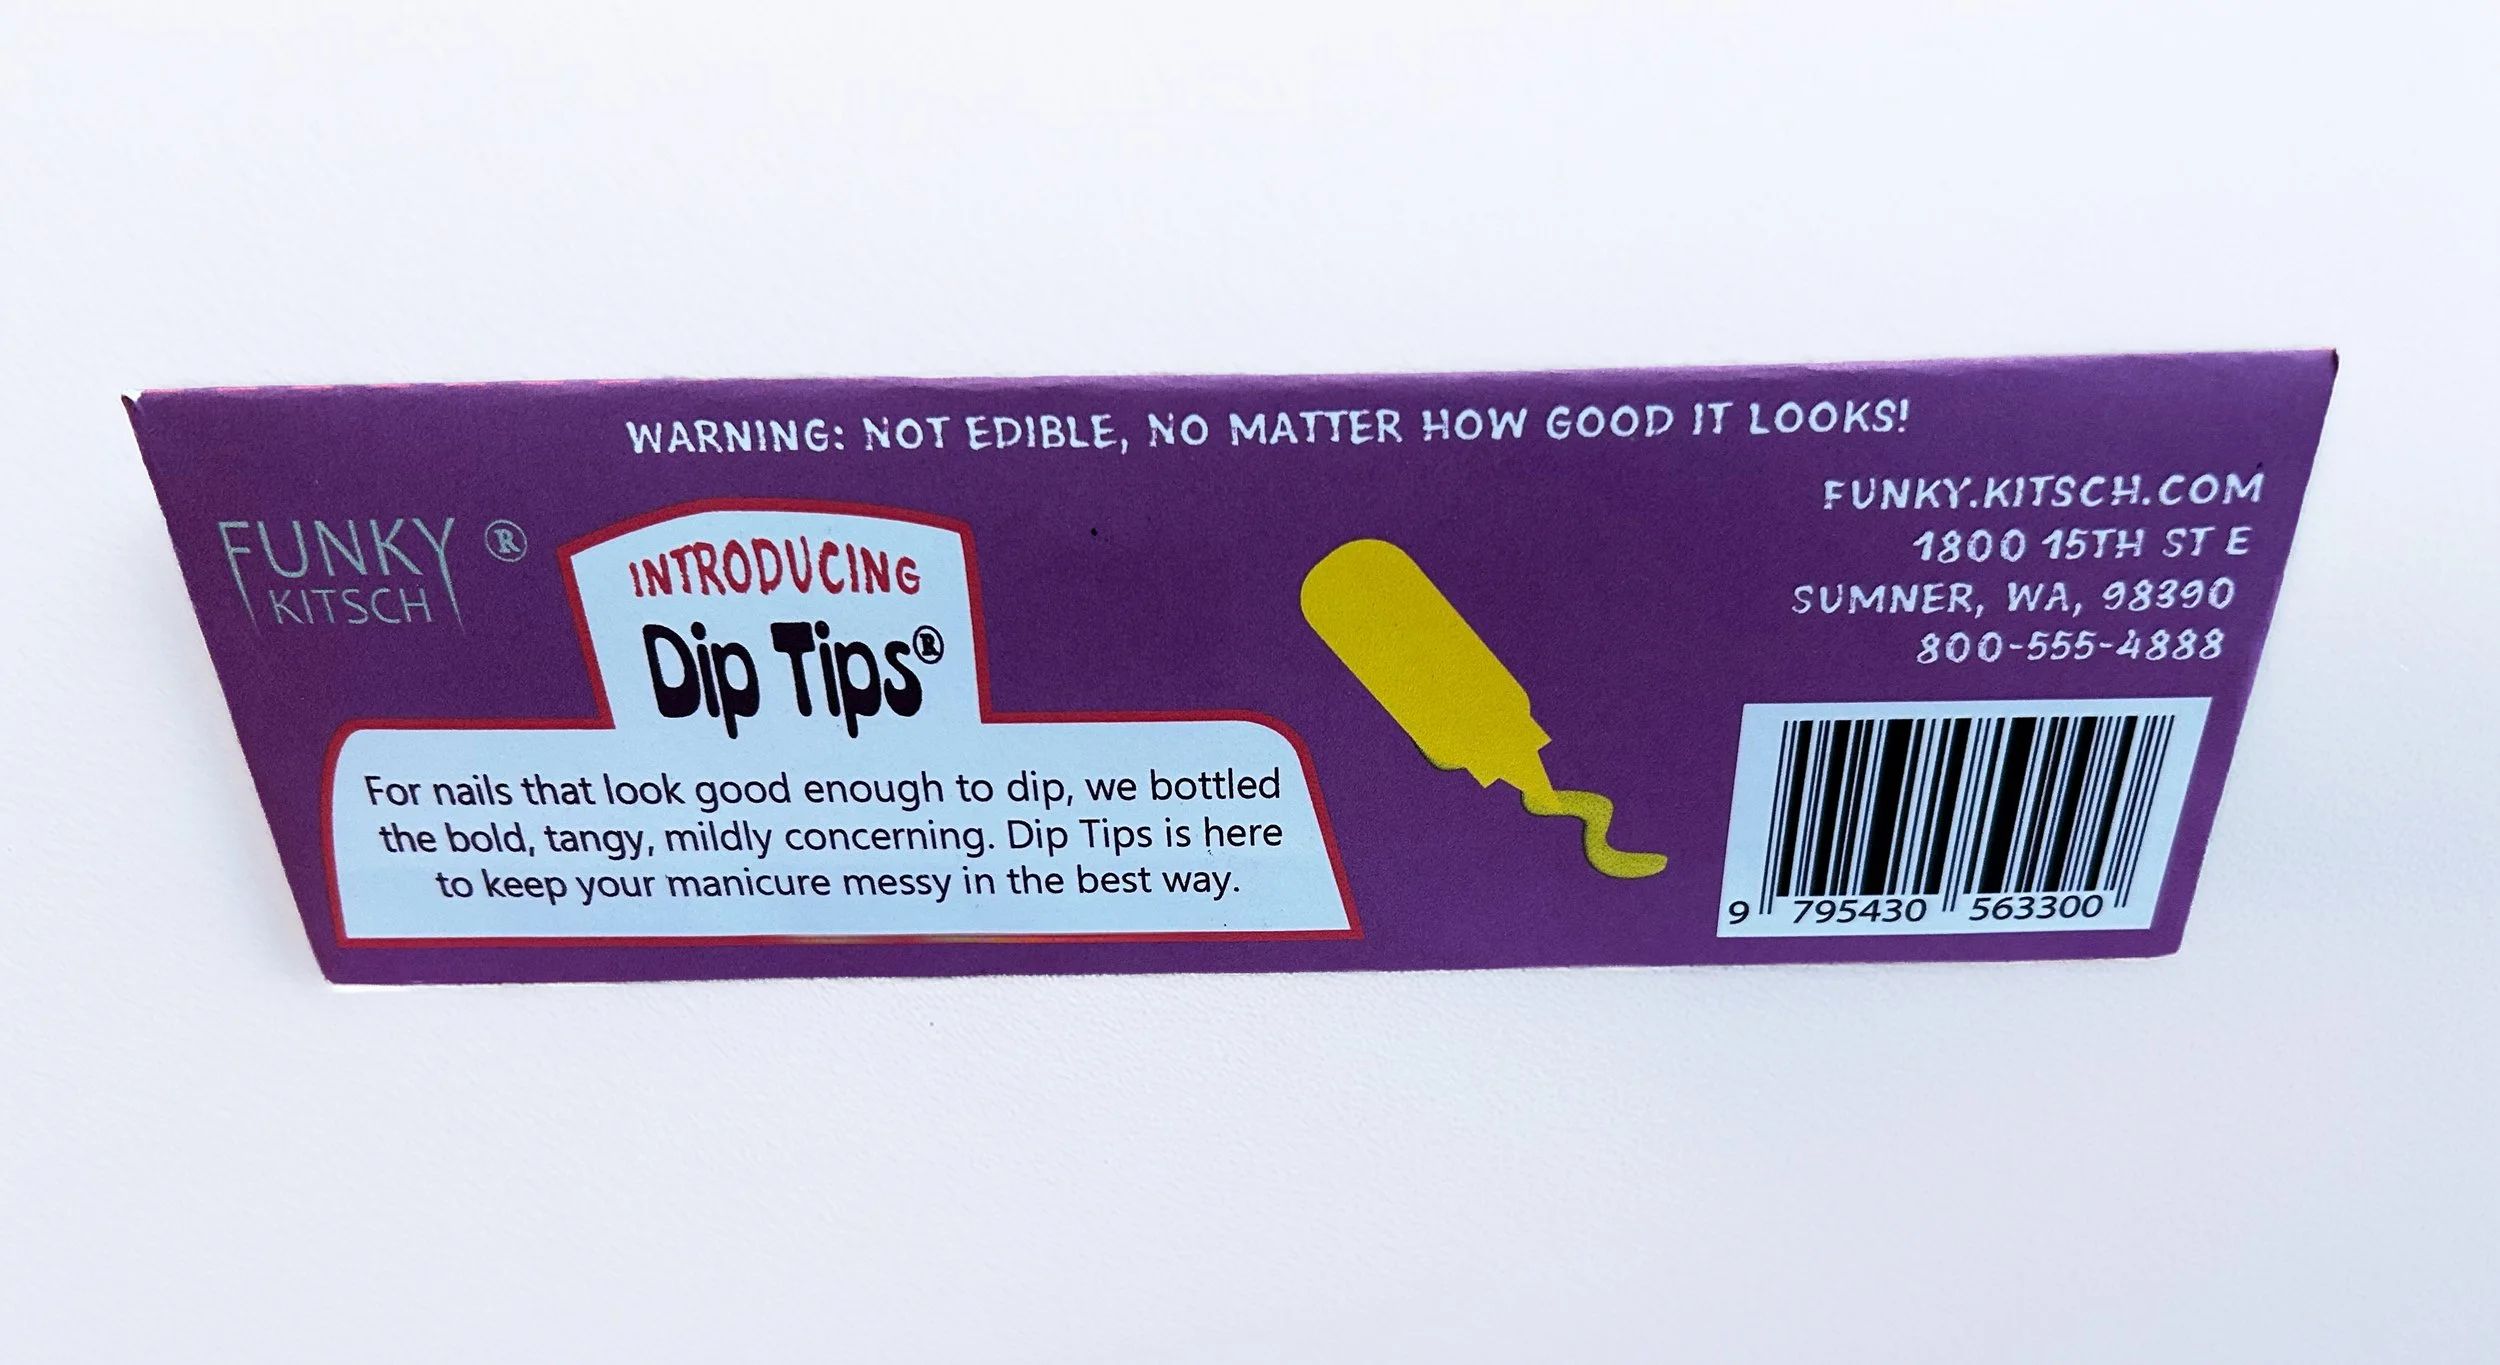 WARNING: NOT EDIBLE, NO MATTER HOW GOOD IT LOOKS!
FUNKY ®
KITSCH
INTRODUCING
Dip Tips®
For nails that look good enough to dip, we bottled
the bold, tangy, mildly concerning. Dip Tips is here
to keep your manicure messy in the best way.
FUNKY.KITSCH.COM
1800 15TH ST E
SUMNER, WA, 98390
800-555-4888
9 795430 563300